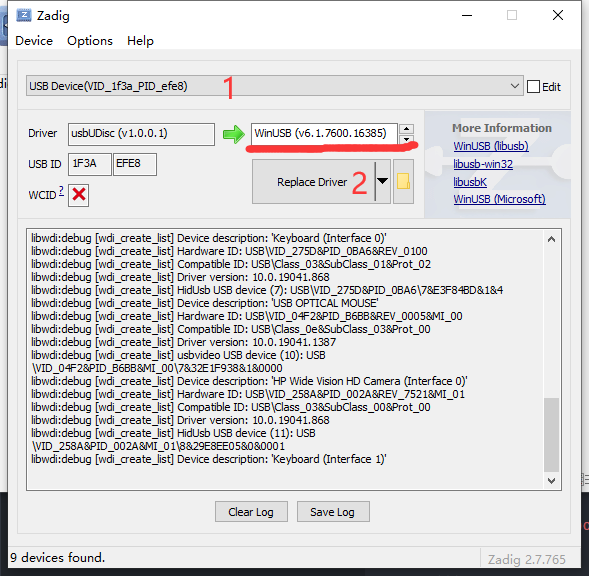 Zadig
Device Options Help
USB Device(VID_1f3a_PID_efe8)
1
Edit
Driver
usbUDisc (v1.0.0.1)
WinUSB (v6.1.7600.16385)
USB ID
1F3A
EFE8
WCID ?
Replace Driver
2
More Information
WinUSB (libusb)
libusb-win32
libusbK
WinUSB (Microsoft)
libwdi:debug [wdi_create_list] Device description: 'Keyboard (Interface 0)'
libwdi:debug [wdi_create_list] Hardware ID: USB\VID_275D&PID_0BA6&REV_0100
libwdi:debug [wdi_create_list] Compatible ID: USB\Class_03&SubClass_01&Prot_02
libwdi:debug [wdi_create_list] Driver version: 10.0.19041.868
libwdi:debug [wdi_create_list] HidUsb USB device (7): USB\VID_275D&PID_0BA6\7&E3F84BD&1&4
libwdi:debug [wdi_create_list] Device description: 'USB OPTICAL MOUSE'
libwdi:debug [wdi_create_list] Hardware ID: USB\VID_04F2&PID_B6BB&REV_0005&MI_00
libwdi:debug [wdi_create_list] Compatible ID: USB\Class_0e&SubClass_03&Prot_00
libwdi:debug [wdi_create_list] Driver version: 10.0.19041.1387
libwdi:debug [wdi_create_list] usbvideo USB device (10): USB
\VID_04F2&PID_B6BB&MI_00\7&32E1F938&1&0000
libwdi:debug [wdi_create_list] Device description: 'HP Wide Vision HD Camera (Interface 0)'
libwdi:debug [wdi_create_list] Hardware ID: USB\VID_258A&PID_002A&REV_7521&MI_01
libwdi:debug [wdi_create_list] Compatible ID: USB\Class_03&SubClass_00&Prot_00
libwdi:debug [wdi_create_list] Driver version: 10.0.19041.868
libwdi:debug [wdi_create_list] HidUsb USB device (11): USB
\VID_258A&PID_002A&MI_01\8&29E8EE05&0&0001
libwdi:debug [wdi_create_list] Device description: 'Keyboard (Interface 1)'
Clear Log
Save Log
9 devices found.
Zadig 2.7.765